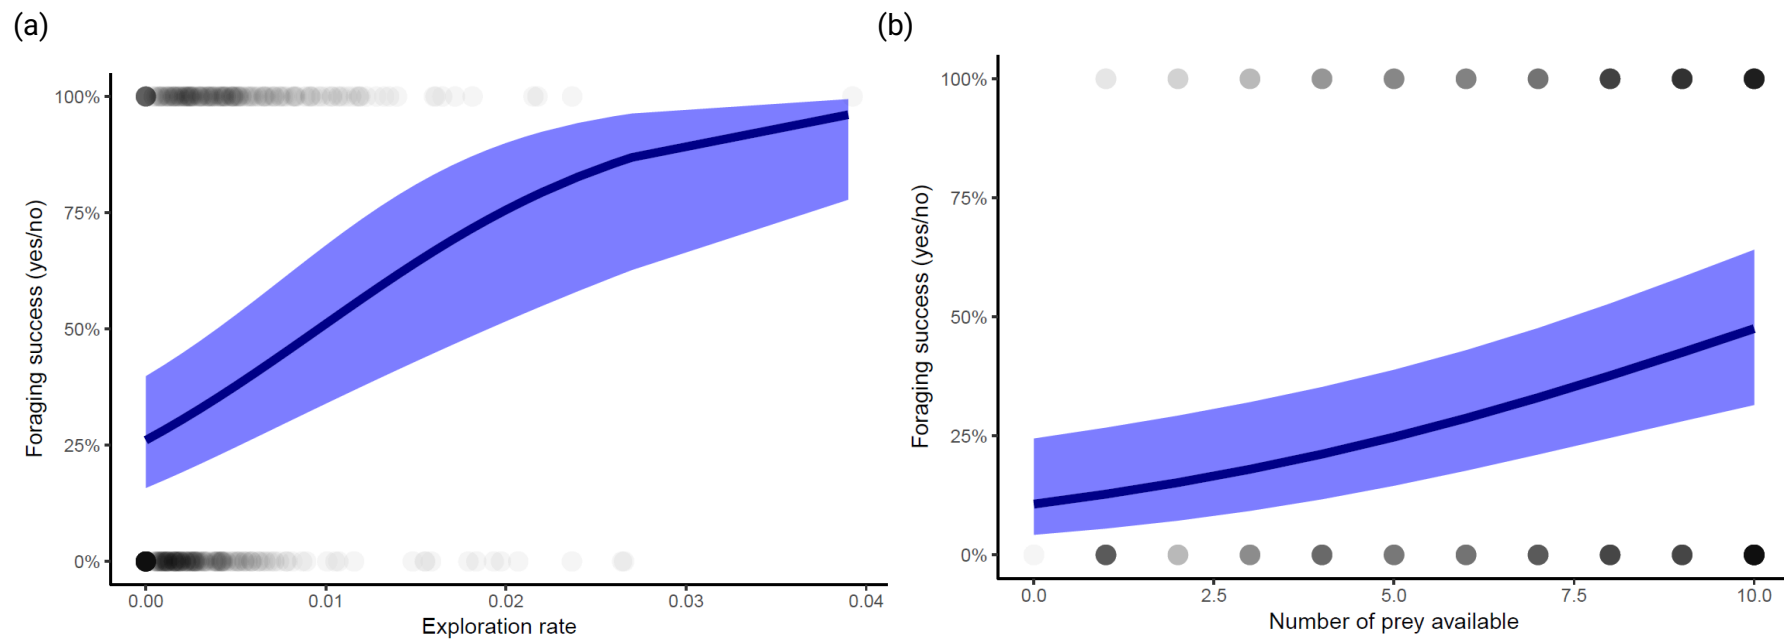 (a)
Foraging success (yes/no)
100%
75%
50%
25%
0%
0.00 0.01 0.02 0.03 0.04
Exploration rate
(b)
Foraging success (yes/no)
100%
75%
50%
25%
0%
0.0 2.5 5.0 7.5 10.0
Number of prey available